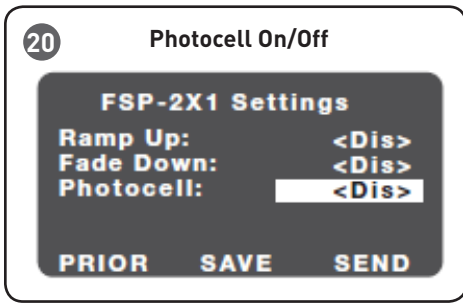 20
Photocell On/Off
FSP-2X1 Settings
Ramp Up: <Dis>
Fade Down: <Dis>
Photocell: <Dis>
PRIOR SAVE SEND